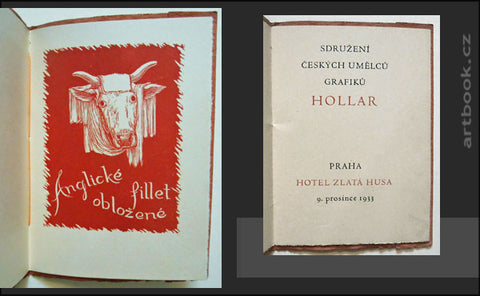 Anglické fillet
obložené
SDRUŽENÍ
ČESKÝCH UMĚLCŮ
GRAFIKŮ
HOLLAR
PRAHA
HOTEL ZLATÁ HUSA
9. prosince 1933
artbook.cz